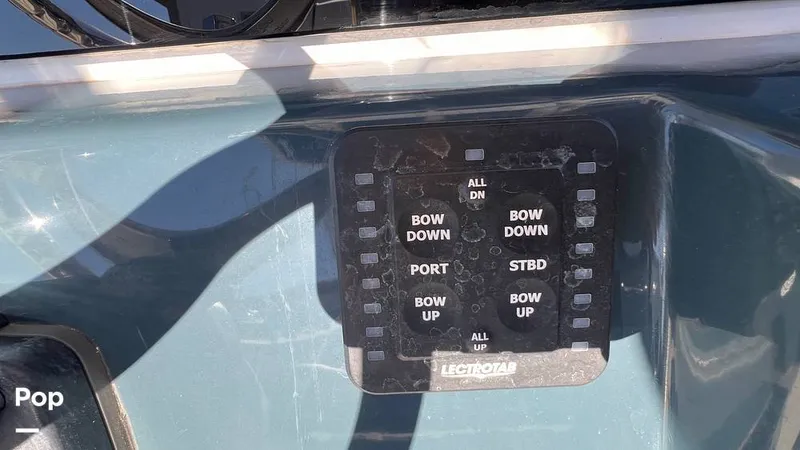 ALL
DN
BOW
DOWN
BOW
DOWN
PORT
STBD
BOW
UP
BOW
UP
ALL
UP
LECTROTAB
Pop